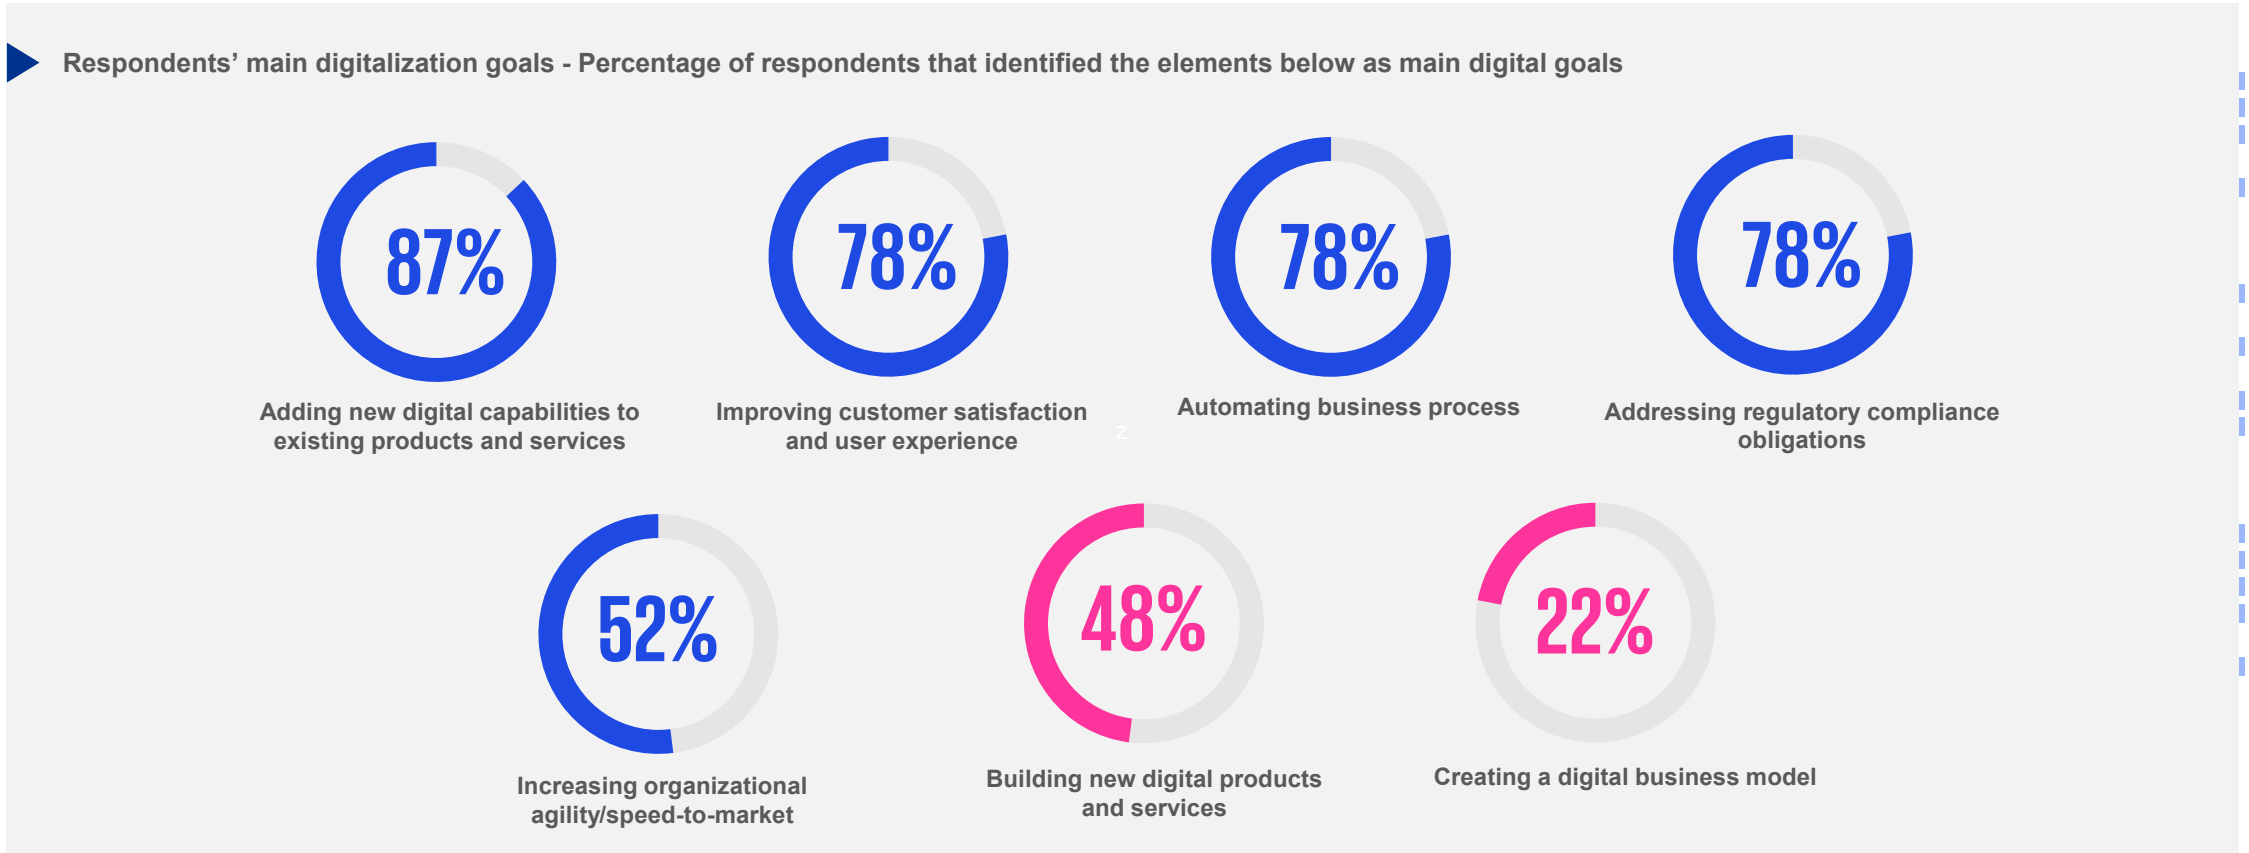 Respondents’ main digitalization goals - Percentage of respondents that identified the elements below as main digital goals
87%
78%
78%
78%
Adding new digital capabilities to
existing products and services
Improving customer satisfaction
and user experience
Automating business process
Addressing regulatory compliance
obligations
z
52%
48%
22%
Increasing organizational
agility/speed-to-market
Building new digital products
and services
Creating a digital business model